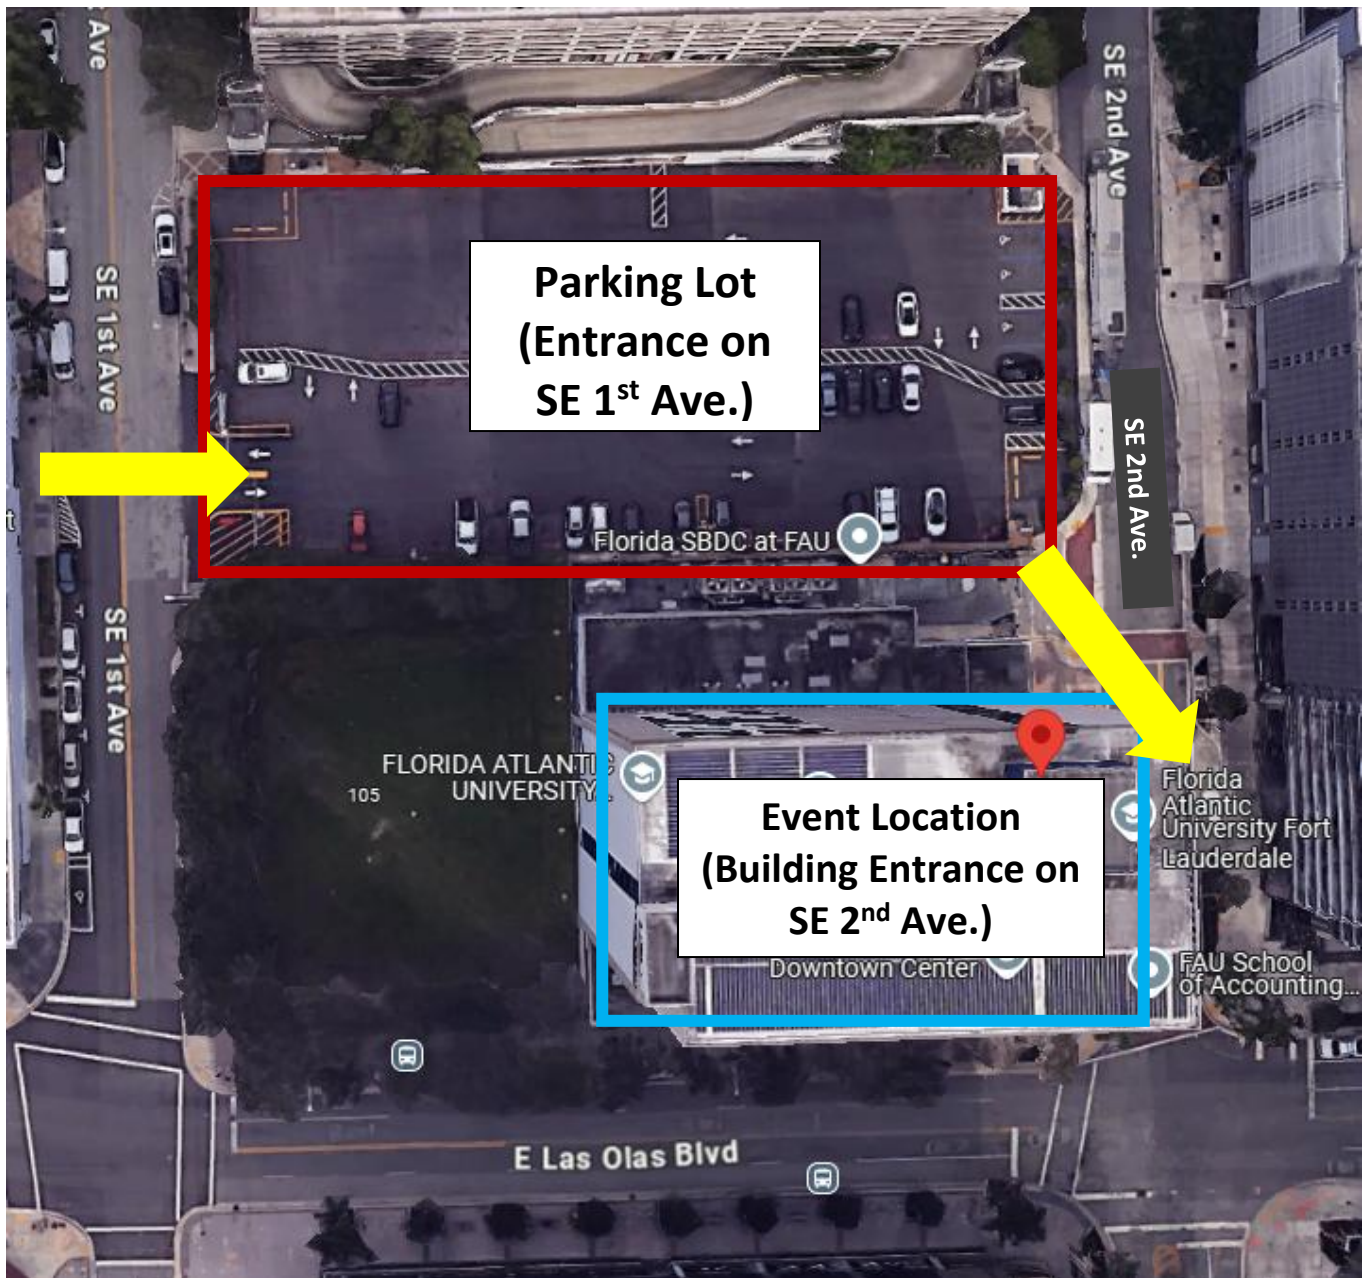 Ave
SE 2nd Ave
Parking Lot
(Entrance on
SE 1st Ave.)
SE 1st Ave
SE 2nd Ave.
Florida SBDC at FAU
SE 1st Ave
FLORIDA ATLANTIC
UNIVERSITY...
105
Florida
Atlantic
University Fort
Lauderdale
Event Location
(Building Entrance on
SE 2nd Ave.)
Downtown Center
FAU School
of Accounting...
E Las Olas Blvd